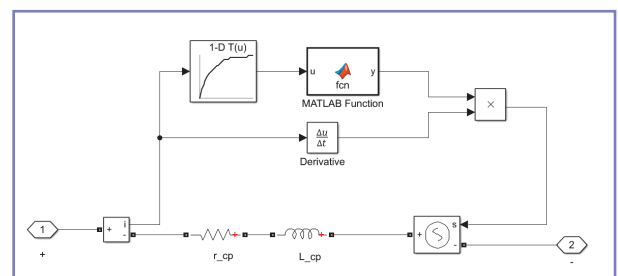 1-D T(u)
u
fcn
y
MATLAB Function
×
Δu
Δt
Derivative
1
+
+
i
-
r_cp
+
L_cp
+
+
s
-
2
-